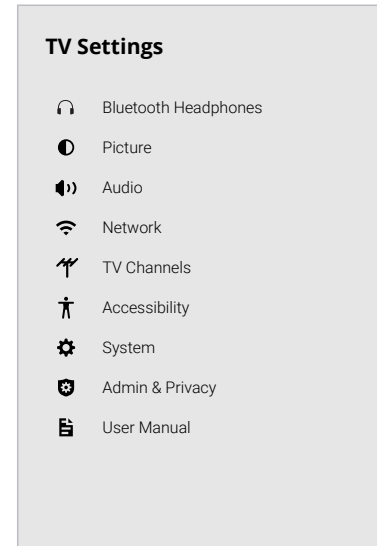 TV Settings
Bluetooth Headphones
Picture
Audio
Network
TV Channels
Accessibility
System
Admin & Privacy
User Manual